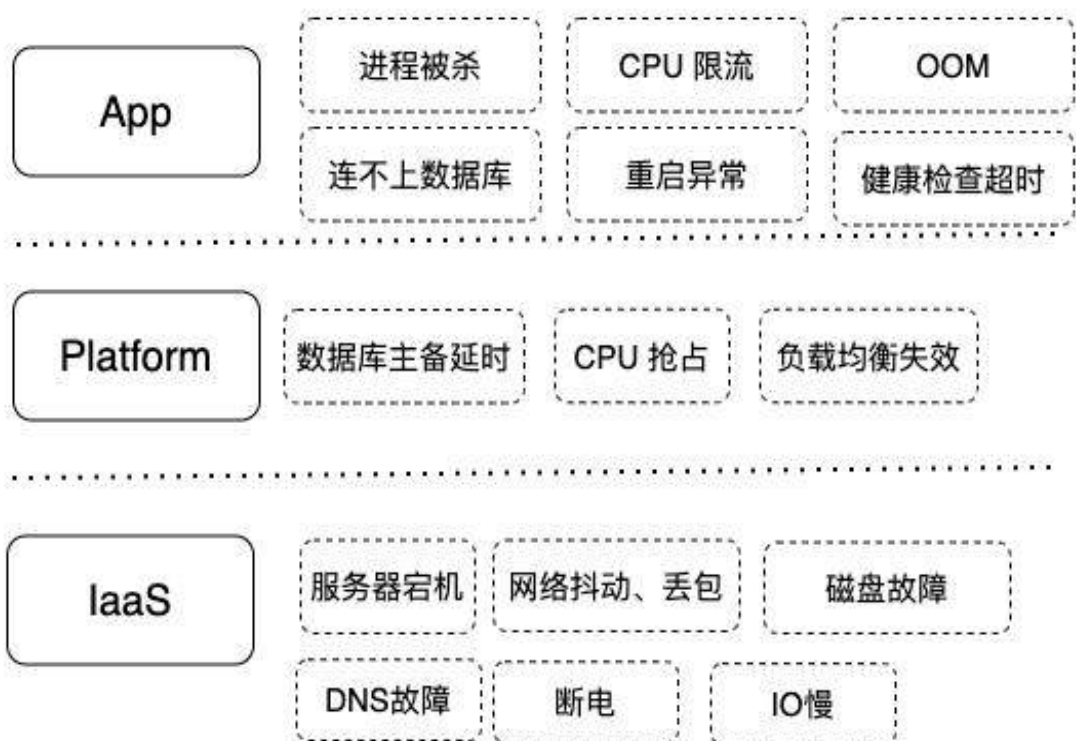 App
进程被杀
CPU 限流
OOM
连不上数据库
重启异常
健康检查超时
Platform
数据库主备延时
CPU 抢占
负载均衡失效
IaaS
服务器宕机
网络抖动、丢包
磁盘故障
DNS故障
断电
IO慢